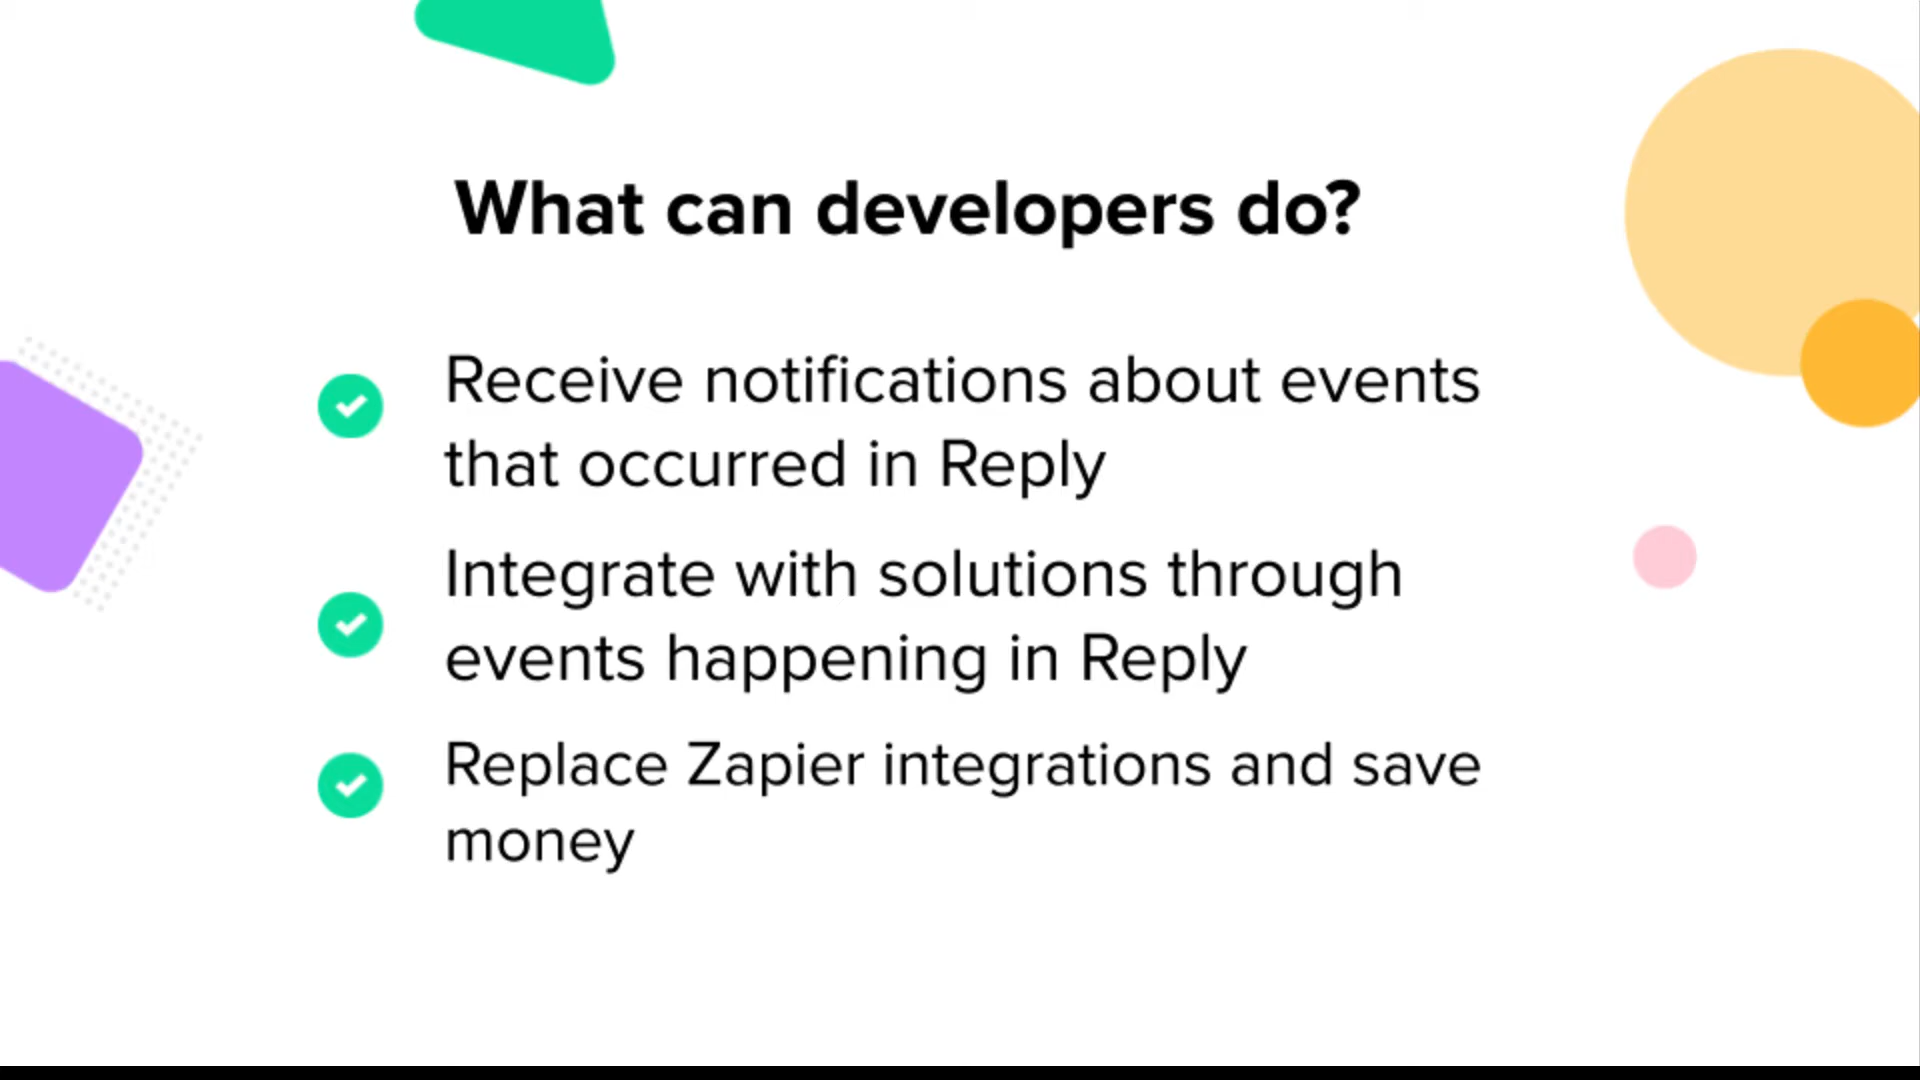 What can developers do?
Receive notifications about events
that occurred in Reply
Integrate with solutions through
events happening in Reply
Replace Zapier integrations and save
money